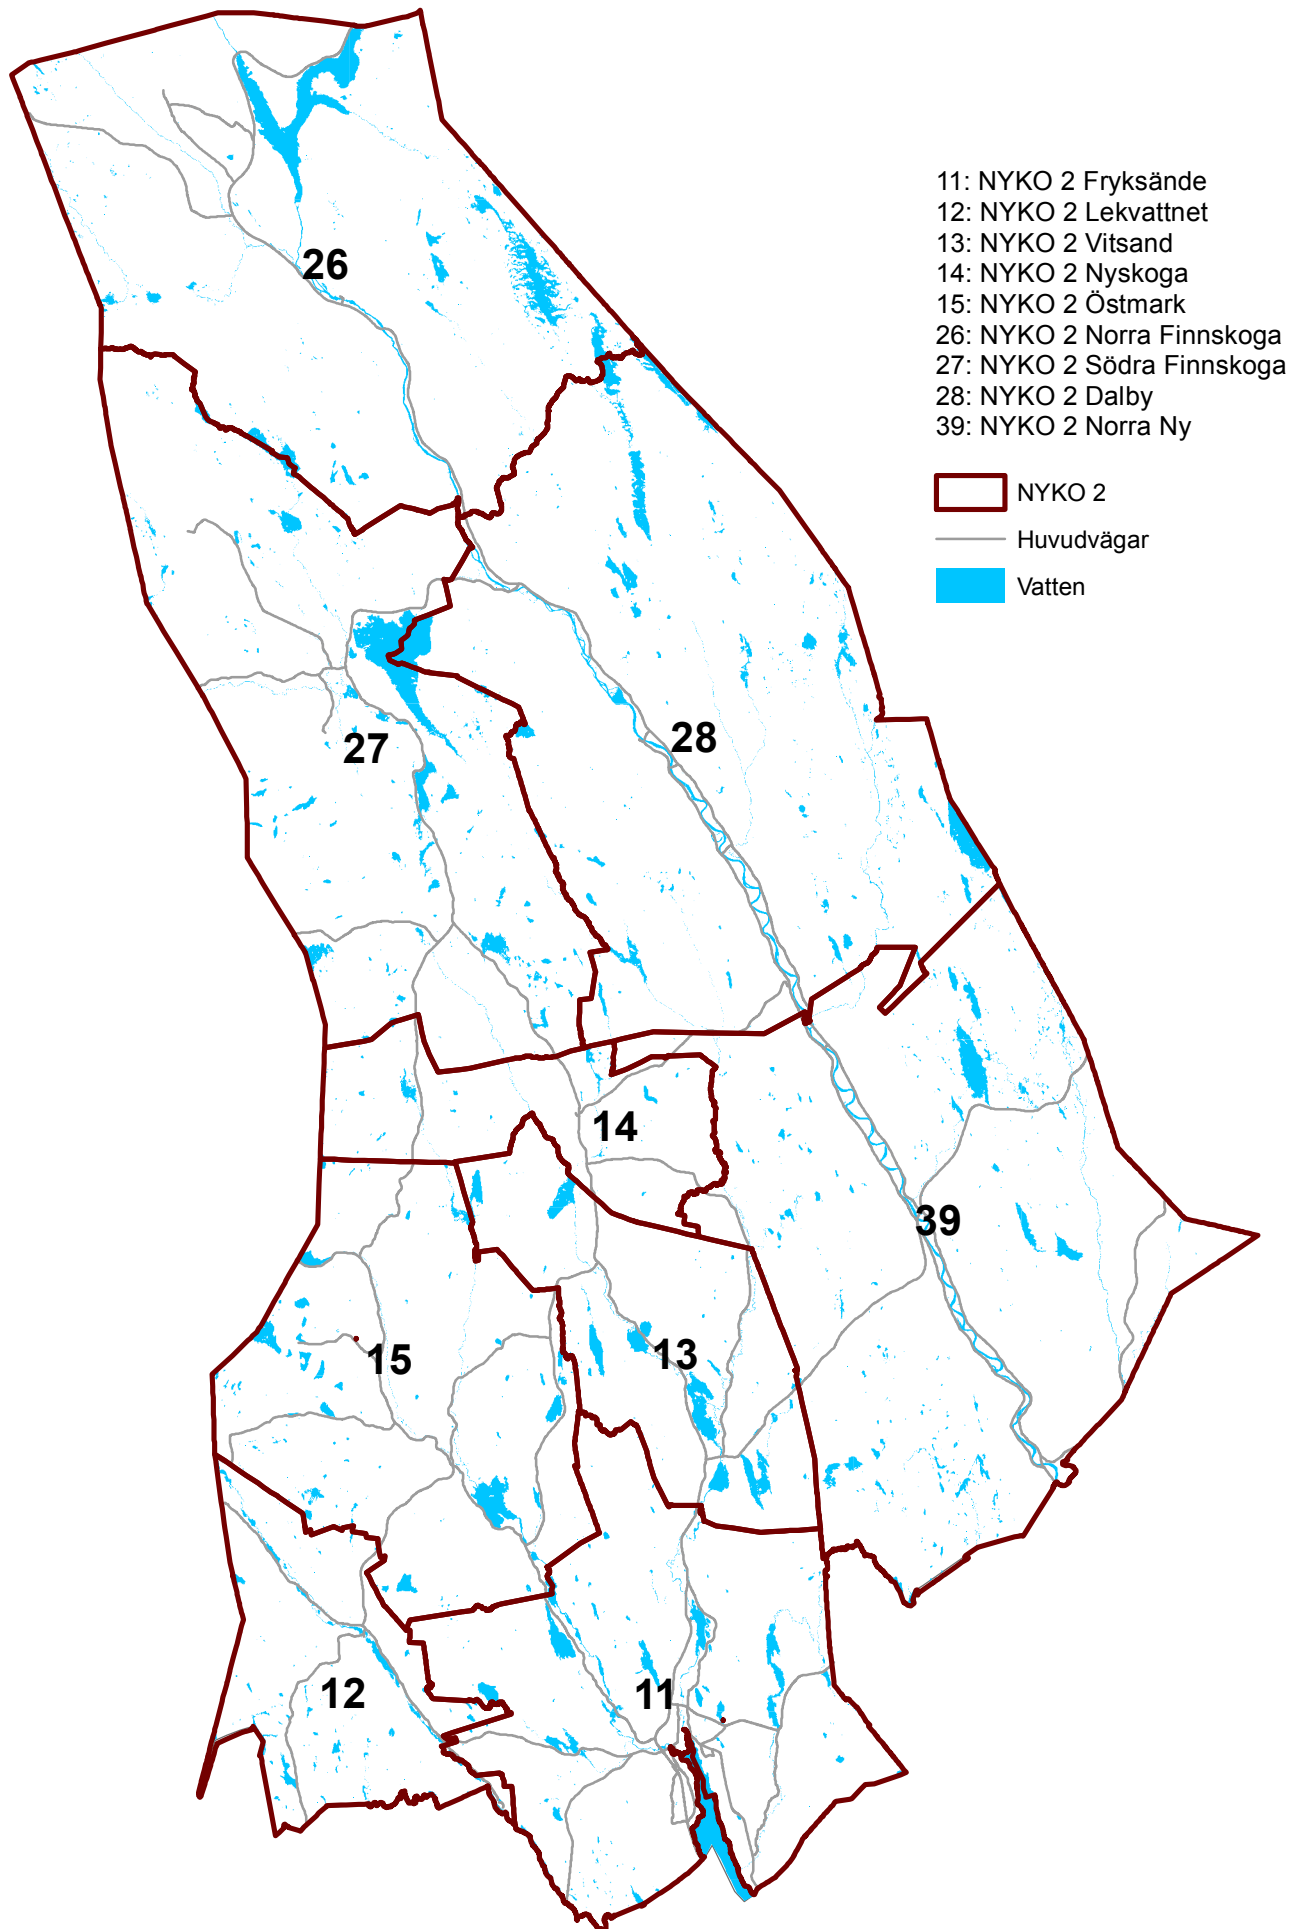 11: NYKO 2 Fryksände
12: NYKO 2 Lekvattnet
13: NYKO 2 Vitsand
14: NYKO 2 Nyskoga
15: NYKO 2 Östmark
26: NYKO 2 Norra Finnskoga
27: NYKO 2 Södra Finnskoga
28: NYKO 2 Dalby
39: NYKO 2 Norra Ny
NYKO 2
Huvudvägar
Vatten
26
28
27
14
39
13
15
12
11